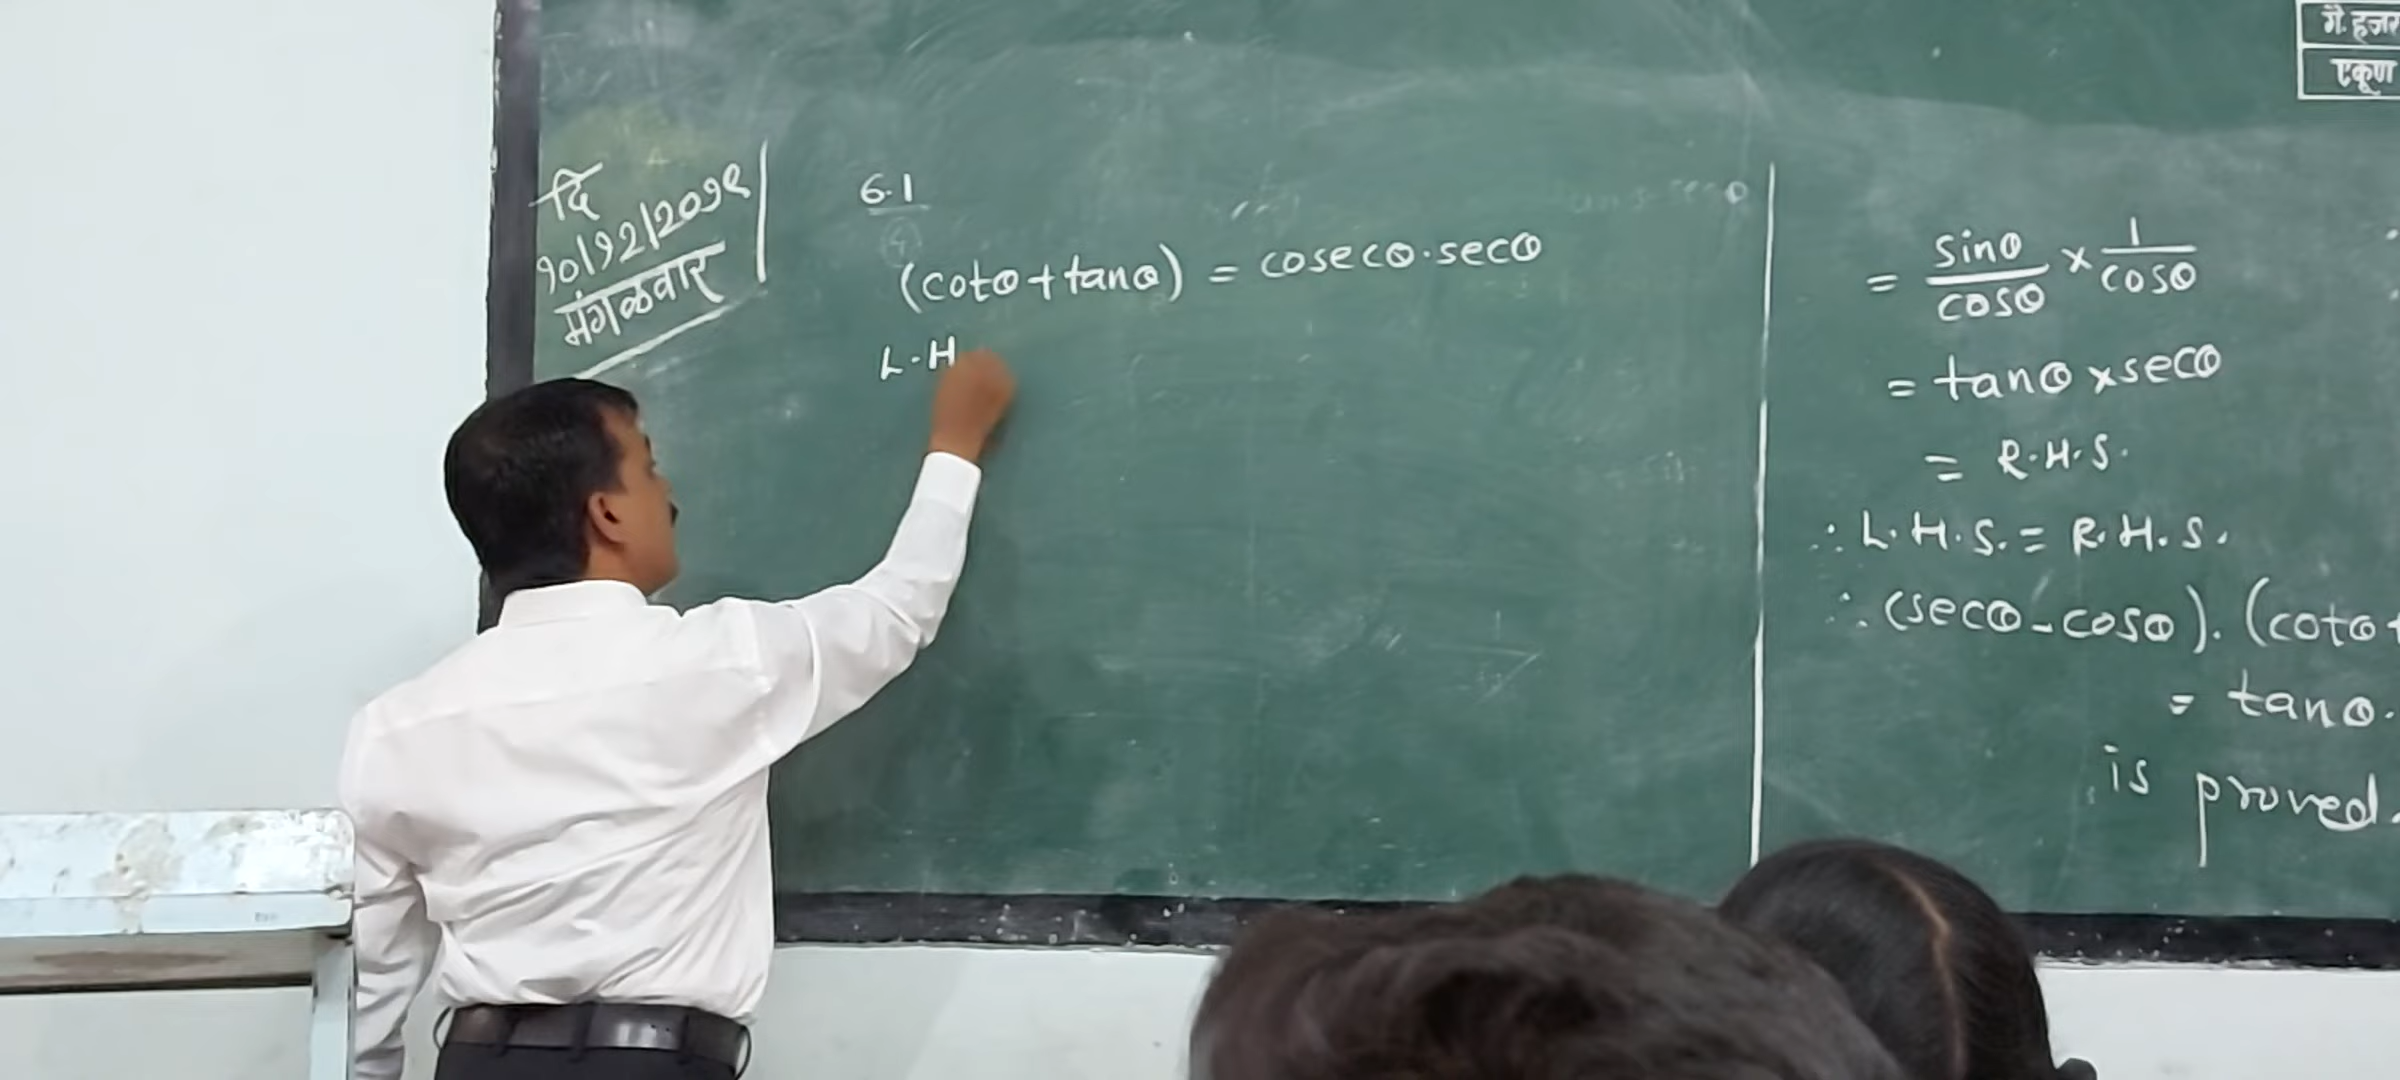 दि
१०/१२/२०१९
मंगळवार
6.1
(cotθ+tanθ) = cosecθ.secθ
L.H
= sinθ/cosθ × 1/cosθ
= tanθ × secθ
= R.H.S.
∴ L.H.S. = R.H.S.
∴ (secθ-cosθ).(cotθ+
= tanθ.
is proved.
गै.हजर
एकूण